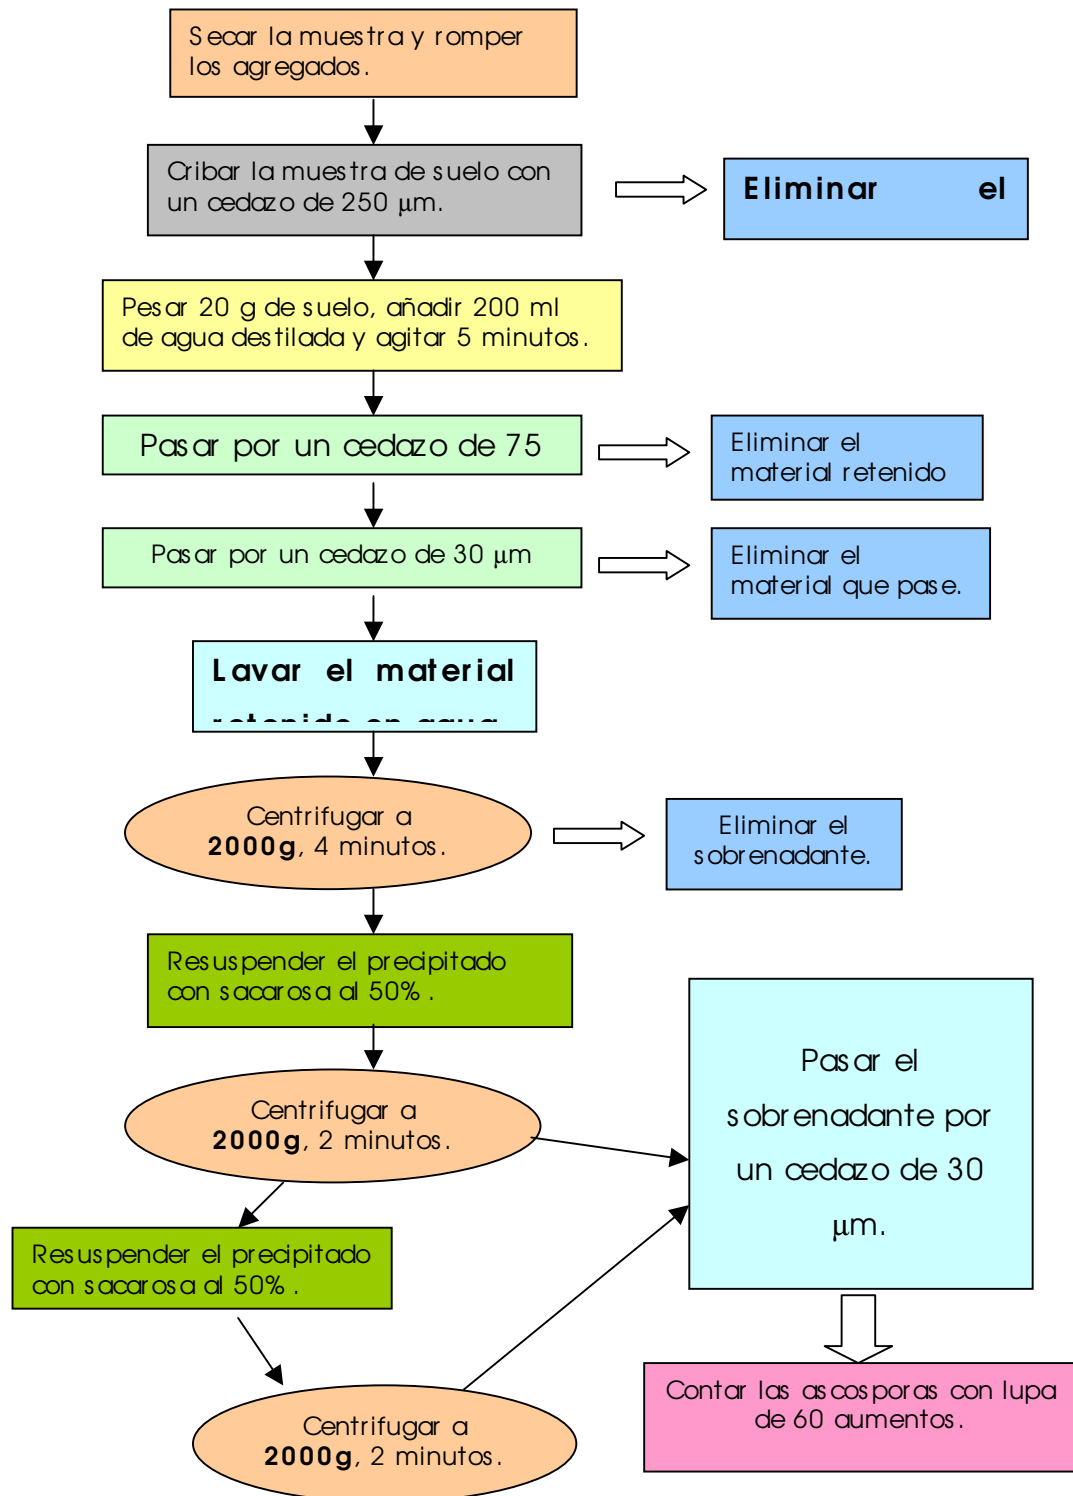 Secar la muestra y romper
los agregados.
Cribar la muestra de suelo con
un cedazo de 250 μm.
Eliminar el
Pesar 20 g de suelo, añadir 200 ml
de agua destilada y agitar 5 minutos.
Pasar por un cedazo de 75
Eliminar el
material retenido
Pasar por un cedazo de 30 μm
Eliminar el
material que pase.
Lavar el material
retenido en agua
Centrifugar a
2000g, 4 minutos.
Eliminar el
sobrenadante.
Resuspender el precipitado
con sacarosa al 50%.
Centrifugar a
2000g, 2 minutos.
Pasar el
sobrenadante por
un cedazo de 30
μm.
Resuspender el precipitado
con sacarosa al 50%.
Centrifugar a
2000g, 2 minutos.
Contar las ascosporas con lupa
de 60 aumentos.